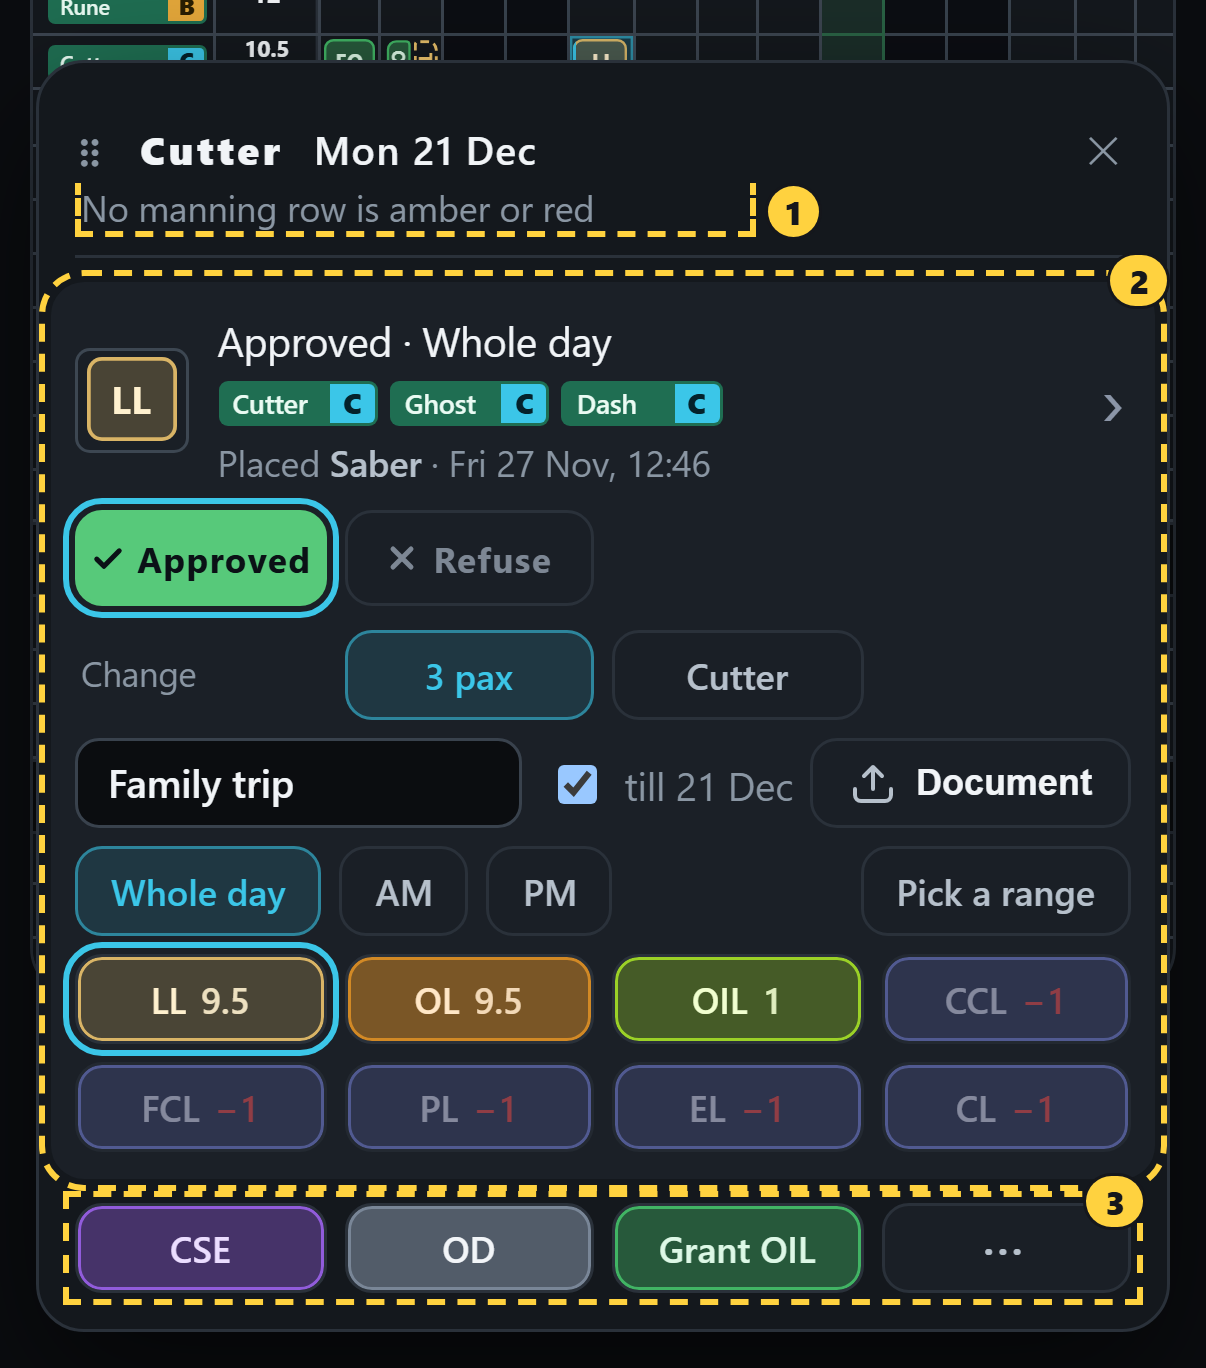 Rune B
10.5
Cutter Mon 21 Dec
No manning row is amber or red
1
2
LL
Approved · Whole day
Cutter C Ghost C Dash C
›
Placed Saber · Fri 27 Nov, 12:46
✓ Approved ✕ Refuse
Change 3 pax Cutter
Family trip till 21 Dec Document
Whole day AM PM Pick a range
LL 9.5 OL 9.5 OIL 1 CCL −1
FCL −1 PL −1 EL −1 CL −1
3
CSE OD Grant OIL ...